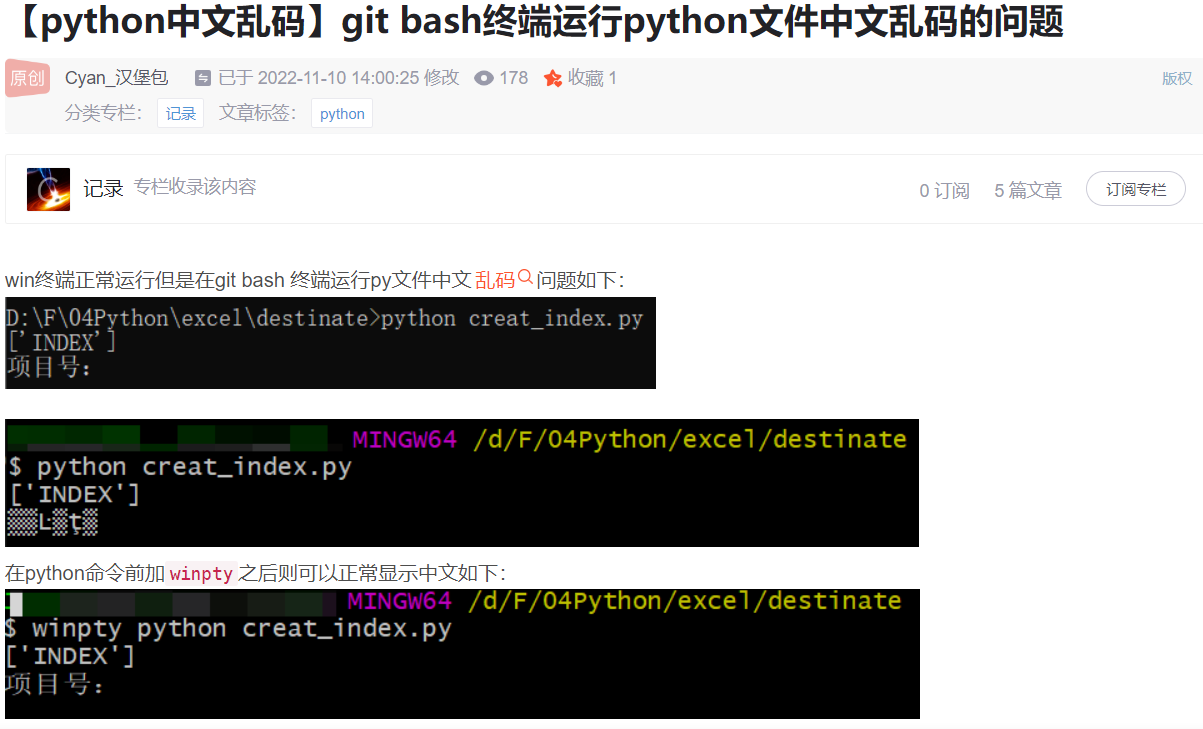 【python中文乱码】git bash终端运行python文件中文乱码的问题
原创 Cyan_汉堡包 已于 2022-11-10 14:00:25 修改 178 收藏 1 版权
分类专栏： 记录 文章标签： python
记录 专栏收录该内容 0 订阅 5 篇文章 订阅专栏
win终端正常运行但是在git bash 终端运行py文件中文乱码问题如下：
D:\F\04Python\excel\destinate>python creat_index.py
['INDEX']
项目号：
MINGW64 /d/F/04Python/excel/destinate
$ python creat_index.py
['INDEX']
▒▒Ŀ▒ţ▒
在python命令前加 winpty 之后则可以正常显示中文如下：
MINGW64 /d/F/04Python/excel/destinate
$ winpty python creat_index.py
['INDEX']
项目号：